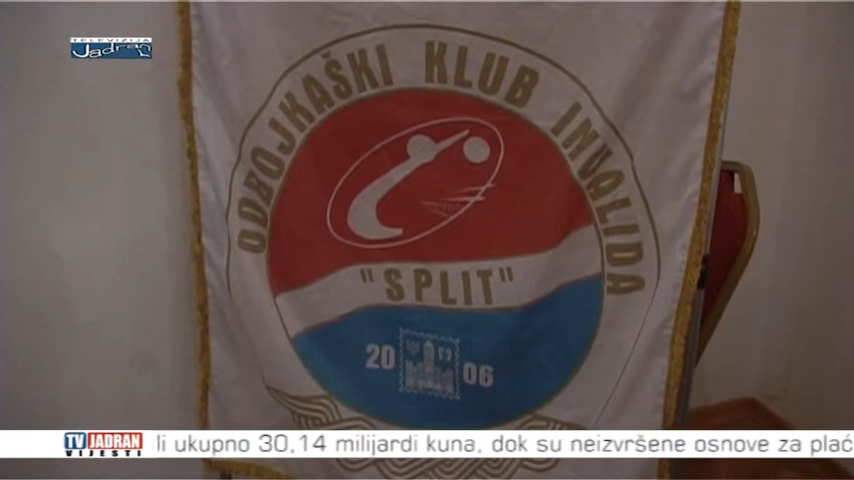 TELEVIZIJA
Jadran
ODBOJKAŠKI KLUB INVALIDA
"SPLIT"
20 06
TV JADRAN
VIJESTI
li ukupno 30,14 milijardi kuna, dok su neizvršene osnove za plać